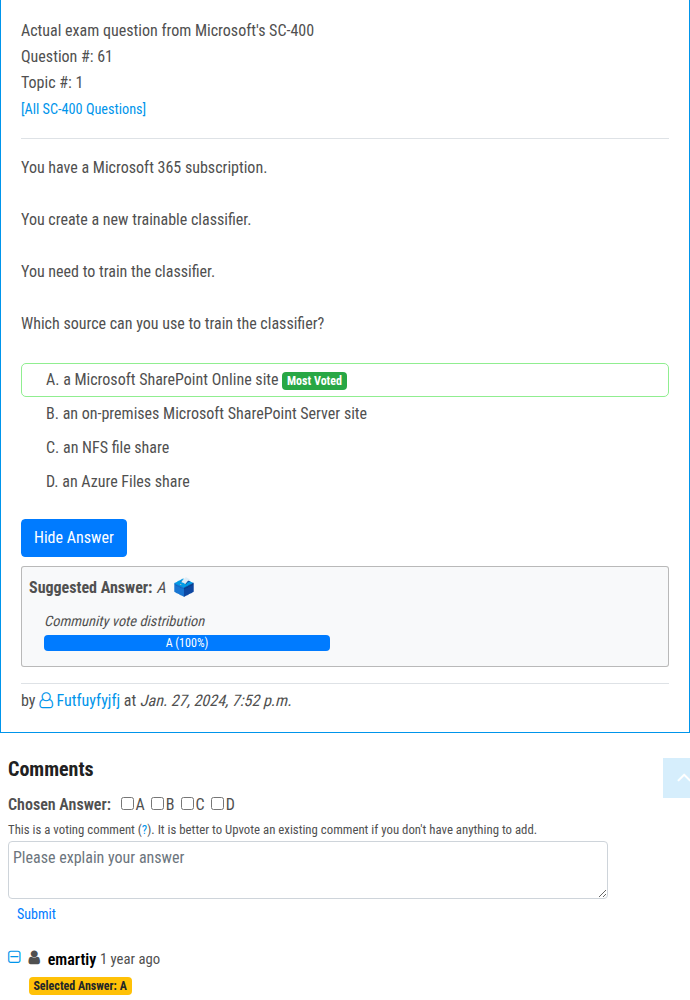 Actual exam question from Microsoft's SC-400
Question #: 61
Topic #: 1
[All SC-400 Questions]
You have a Microsoft 365 subscription.
You create a new trainable classifier.
You need to train the classifier.
Which source can you use to train the classifier?
A. a Microsoft SharePoint Online site Most Voted
B. an on-premises Microsoft SharePoint Server site
C. an NFS file share
D. an Azure Files share
Hide Answer
Suggested Answer: A
Community vote distribution
A (100%)
by Futfuyfyjfj at Jan. 27, 2024, 7:52 p.m.
Comments
Chosen Answer: A B C D
This is a voting comment (?). It is better to Upvote an existing comment if you don't have anything to add.
Please explain your answer
Submit
emartiy 1 year ago
Selected Answer: A